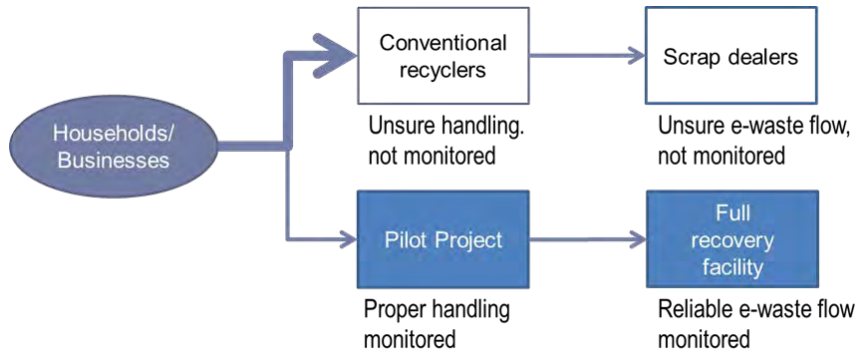 Households/
Businesses
Conventional
recyclers
Unsure handling.
not monitored
Scrap dealers
Unsure e-waste flow,
not monitored
Pilot Project
Proper handling
monitored
Full
recovery
facility
Reliable e-waste flow
monitored